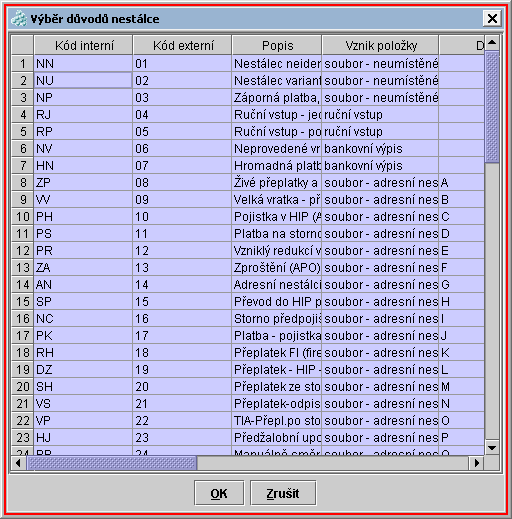 Výběr důvodů nestálce
Kód interní Kód externí Popis Vznik položky D
1 NN 01 Nestálec neider soubor - neumístěné
2 NU 02 Nestálec variant soubor - neumístěné
3 NP 03 Záporná platba, soubor - neumístěné
4 RJ 04 Ruční vstup - jec ruční vstup
5 RP 05 Ruční vstup - po ruční vstup
6 NV 06 Neprovedené vr bankovní výpis
7 HN 07 Hromadná platb bankovní výpis
8 ZP 08 Živé přeplatky a soubor - adresní nes A
9 VV 09 Velká vratka - př soubor - adresní nes B
10 PH 10 Pojistka v HIP (A soubor - adresní nes C
11 PS 11 Platba na storno soubor - adresní nes D
12 PR 12 Vzniklý redukcí v soubor - adresní nes E
13 ZA 13 Zproštění (APO) soubor - adresní nes F
14 AN 14 Adresní nestálci soubor - adresní nes G
15 SP 15 Převod do HIP p soubor - adresní nes H
16 NC 16 Storno předpojiš soubor - adresní nes I
17 PK 17 Platba - pojistka soubor - adresní nes J
18 RH 18 Přeplatek FI (fire soubor - adresní nes K
19 DZ 19 Přeplatek - HIP - soubor - adresní nes L
20 SH 20 Přeplatek ze sto soubor - adresní nes M
21 VS 21 Přeplatek-odpis soubor - adresní nes N
22 VP 22 TIA-Přepl.po sto soubor - adresní nes O
23 HJ 23 Předžalobní upo soubor - adresní nes P
24 24 Manuálně směr soubor - adresní nes
OK Zrušit